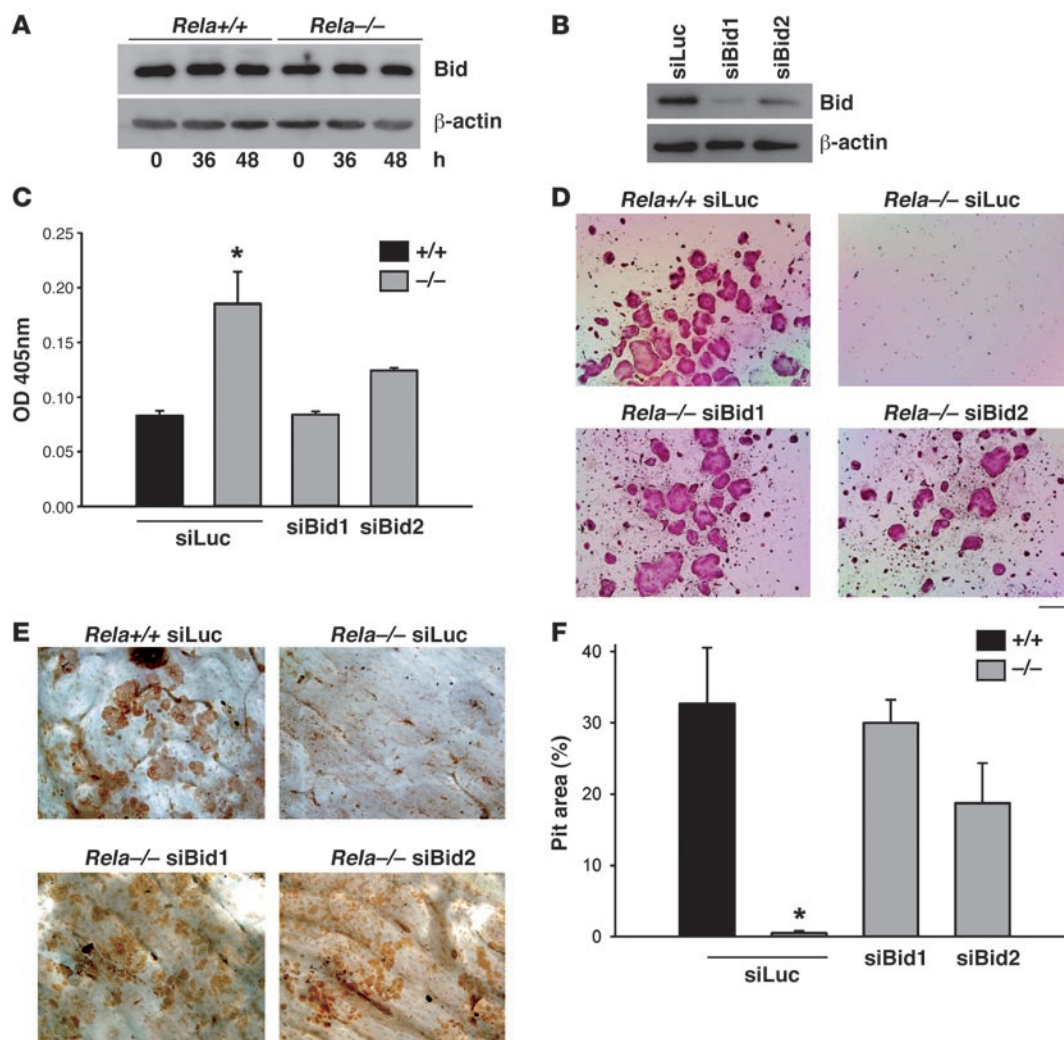 A
Rela+/+ Rela–/–
Bid
β-actin
0 36 48 0 36 48 h
B
siLuc siBid1 siBid2
Bid
β-actin
C
0.25
0.20
0.15
0.10
0.05
0.00
OD 405nm
*
+/+
–/–
siLuc siBid1 siBid2
D
Rela+/+ siLuc Rela–/– siLuc
Rela–/– siBid1 Rela–/– siBid2
E
Rela+/+ siLuc Rela–/– siLuc
Rela–/– siBid1 Rela–/– siBid2
F
40
30
20
10
0
Pit area (%)
*
+/+
–/–
siLuc siBid1 siBid2